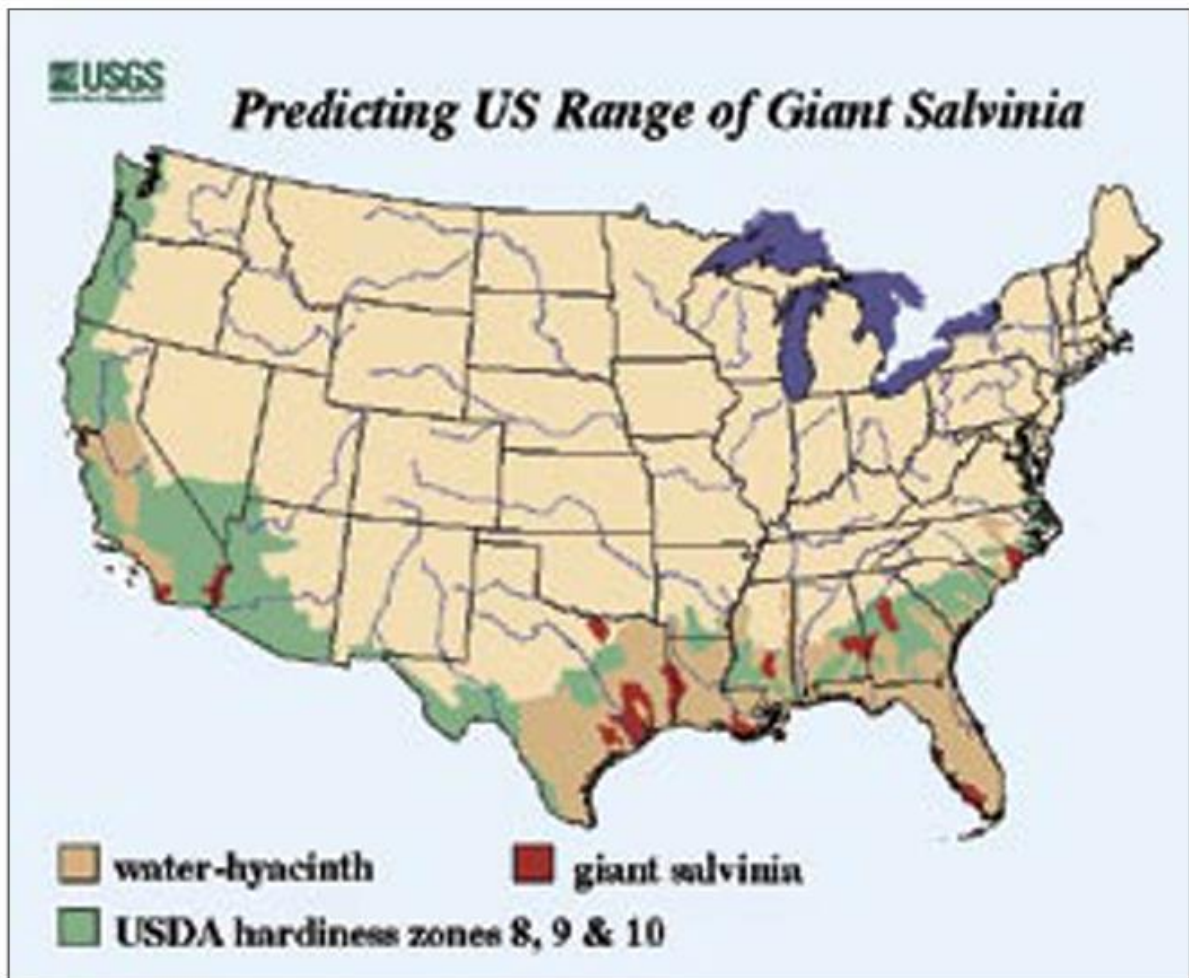 USGS
Predicting US Range of Giant Salvinia
water-hyacinth
giant salvinia
USDA hardiness zones 8, 9 & 10